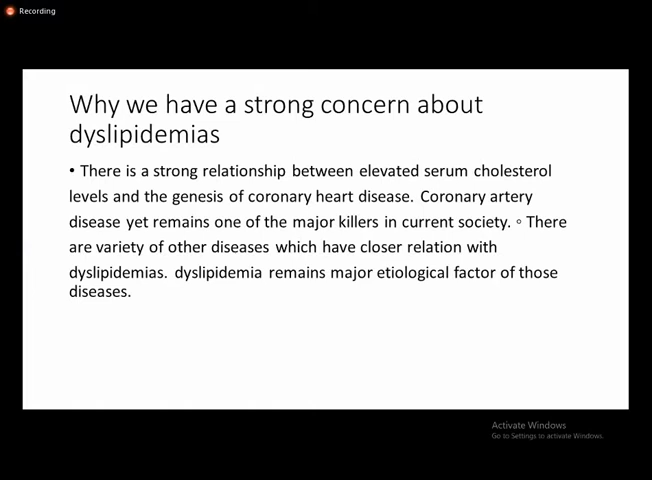 Recording
Why we have a strong concern about
dyslipidemias
• There is a strong relationship between elevated serum cholesterol
levels and the genesis of coronary heart disease. Coronary artery
disease yet remains one of the major killers in current society. ◦ There
are variety of other diseases which have closer relation with
dyslipidemias. dyslipidemia remains major etiological factor of those
diseases.
Activate Windows
Go to Settings to activate Windows.